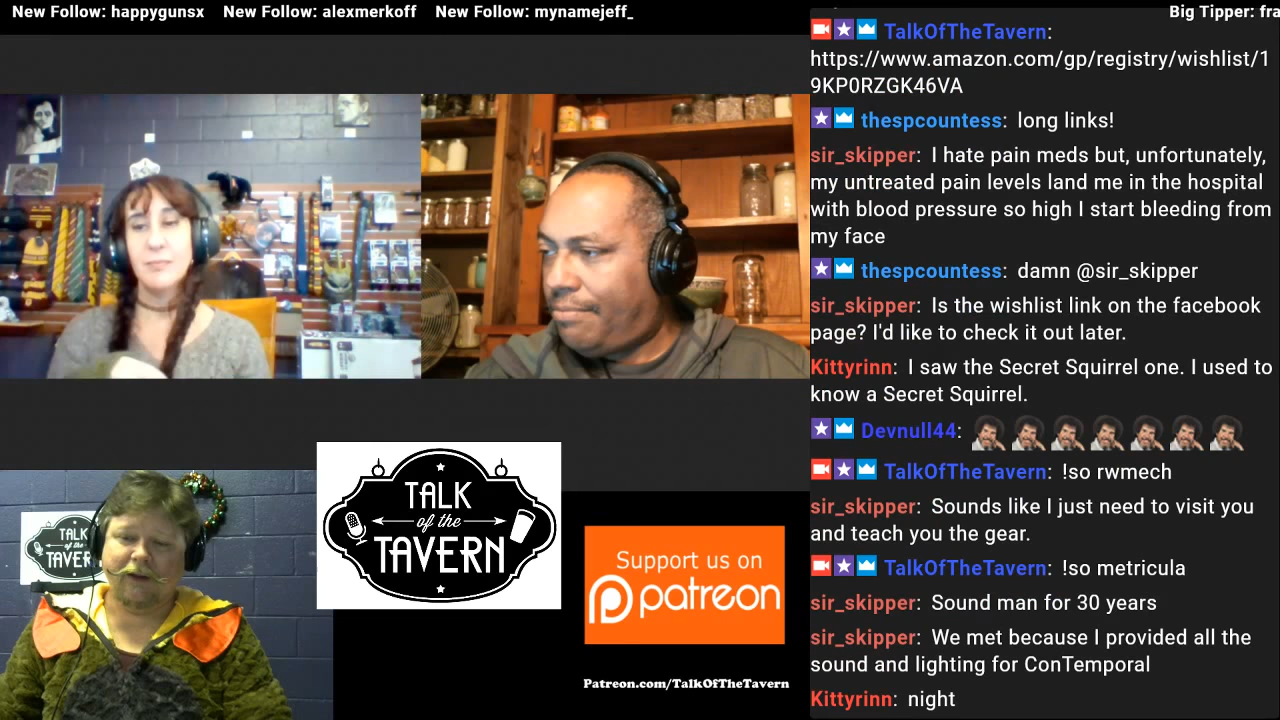 New Follow: happygunsx New Follow: alexmerkoff New Follow: mynamejeff_
Big Tipper: fra
TalkOfTheTavern:
https://www.amazon.com/gp/registry/wishlist/1
9KP0RZGK46VA
thespcountess: long links!
sir_skipper: I hate pain meds but, unfortunately,
my untreated pain levels land me in the hospital
with blood pressure so high I start bleeding from
my face
thespcountess: damn @sir_skipper
sir_skipper: Is the wishlist link on the facebook
page? I'd like to check it out later.
Kittyrinn: I saw the Secret Squirrel one. I used to
know a Secret Squirrel.
Devnull44:
TalkOfTheTavern: !so rwmech
sir_skipper: Sounds like I just need to visit you
and teach you the gear.
TalkOfTheTavern: !so metricula
sir_skipper: Sound man for 30 years
sir_skipper: We met because I provided all the
sound and lighting for ConTemporal
Kittyrinn: night
TALK
of the
TAVERN
TALK
of the
TAVER
Support us on
patreon
Patreon.com/TalkOfTheTavern